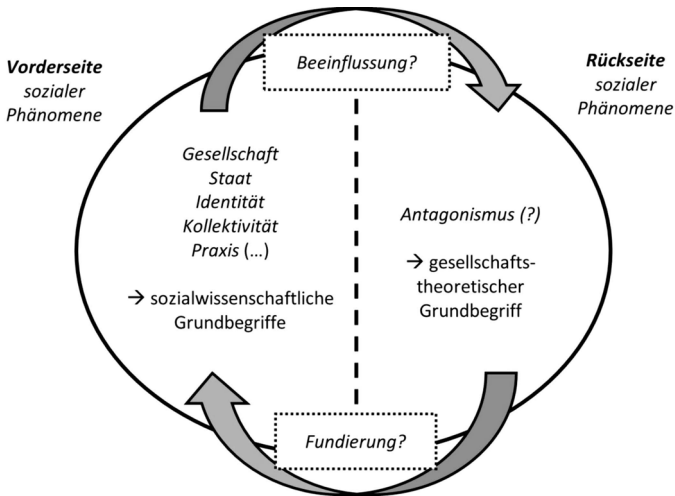 Beeinflussung?
Vorderseite
sozialer
Phänomene
Rückseite
sozialer
Phänomene
Gesellschaft
Staat
Identität
Kollektivität
Praxis (…)
→ sozialwissenschaftliche
Grundbegriffe
Antagonismus (?)
→ gesellschafts-
theoretischer
Grundbegriff
Fundierung?